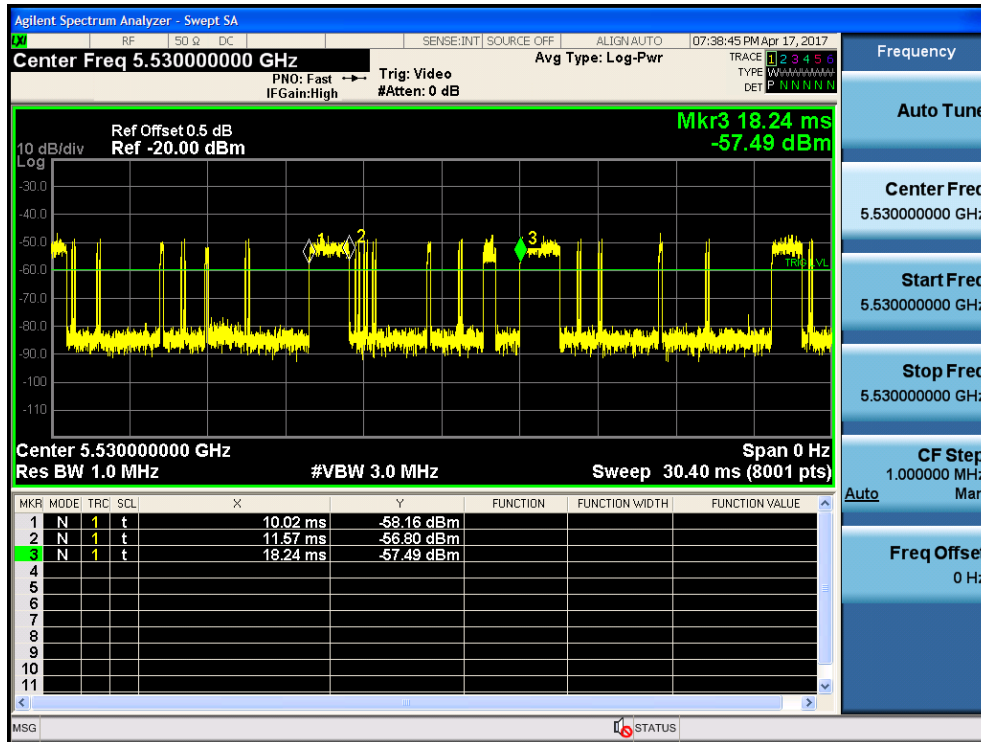 Agilent Spectrum Analyzer - Swept SA
LXI RF 50 Ω DC SENSE:INT SOURCE OFF ALIGN AUTO 07:38:45 PM Apr 17, 2017
Center Freq 5.530000000 GHz
PNO: Fast
IFGain:High
Trig: Video
#Atten: 0 dB
Avg Type: Log-Pwr
TRACE 1 2 3 4 5 6
TYPE W
DET P N N N N N
Mkr3 18.24 ms
-57.49 dBm
Ref Offset 0.5 dB
10 dB/div Ref -20.00 dBm
Log
-30.0
-40.0
-50.0
-60.0
-70.0
-80.0
-90.0
-100
-110
1 2 3
TRIG LVL
Center 5.530000000 GHz Span 0 Hz
Res BW 1.0 MHz #VBW 3.0 MHz Sweep 30.40 ms (8001 pts)
MKR MODE TRC SCL X Y FUNCTION FUNCTION WIDTH FUNCTION VALUE
1 N 1 t 10.02 ms -58.16 dBm
2 N 1 t 11.57 ms -56.80 dBm
3 N 1 t 18.24 ms -57.49 dBm
4
5
6
7
8
9
10
11
MSG STATUS
Frequency
Auto Tune
Center Freq
5.530000000 GHz
Start Freq
5.530000000 GHz
Stop Freq
5.530000000 GHz
CF Step
1.000000 MHz
Auto Man
Freq Offset
0 Hz